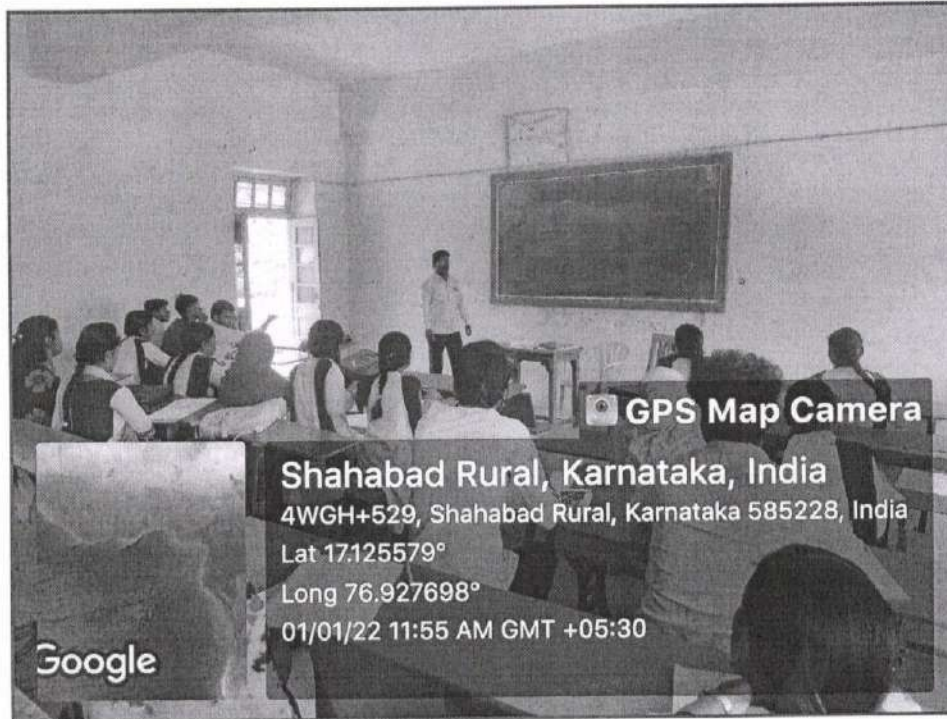 GPS Map Camera
Shahabad Rural, Karnataka, India
4WGH+529, Shahabad Rural, Karnataka 585228, India
Lat 17.125579°
Long 76.927698°
01/01/22 11:55 AM GMT +05:30
Google